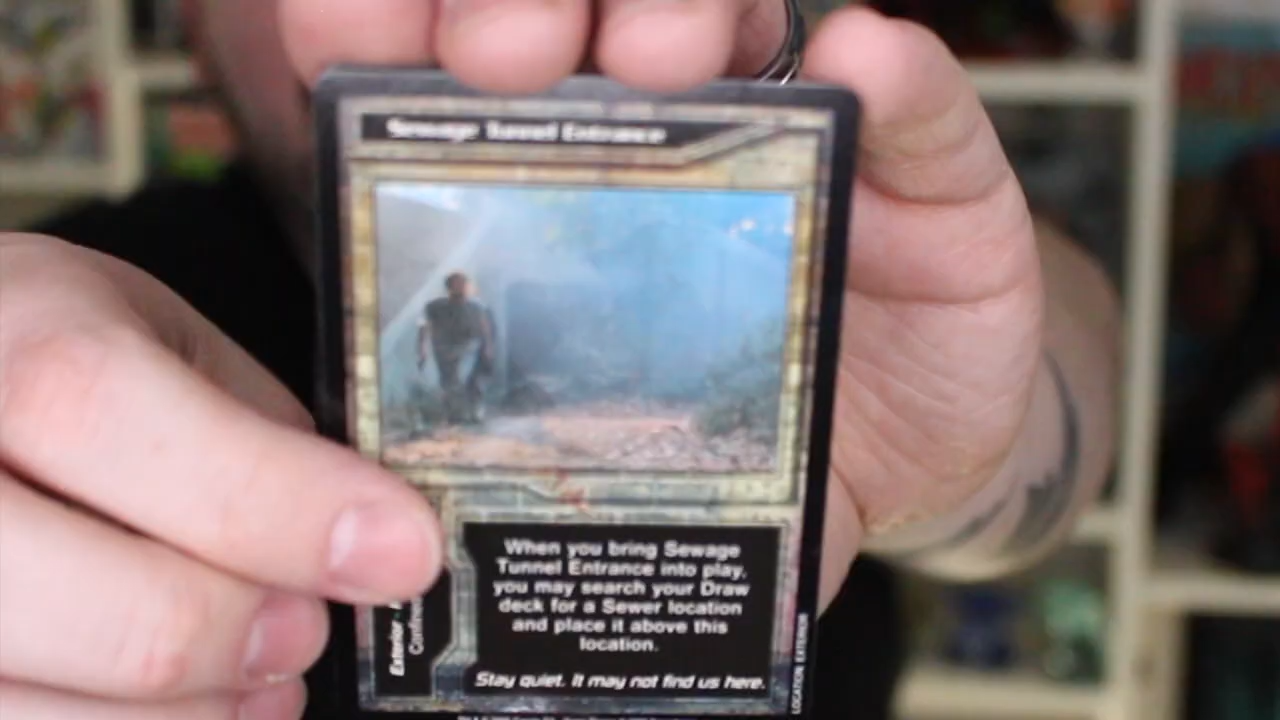 Sewage Tunnel Entrance
When you bring Sewage
Tunnel Entrance into play,
you may search your Draw
deck for a Sewer location
and place it above this
location.
Stay quiet. It may not find us here.
Exterior
LOCATION EXTERIOR